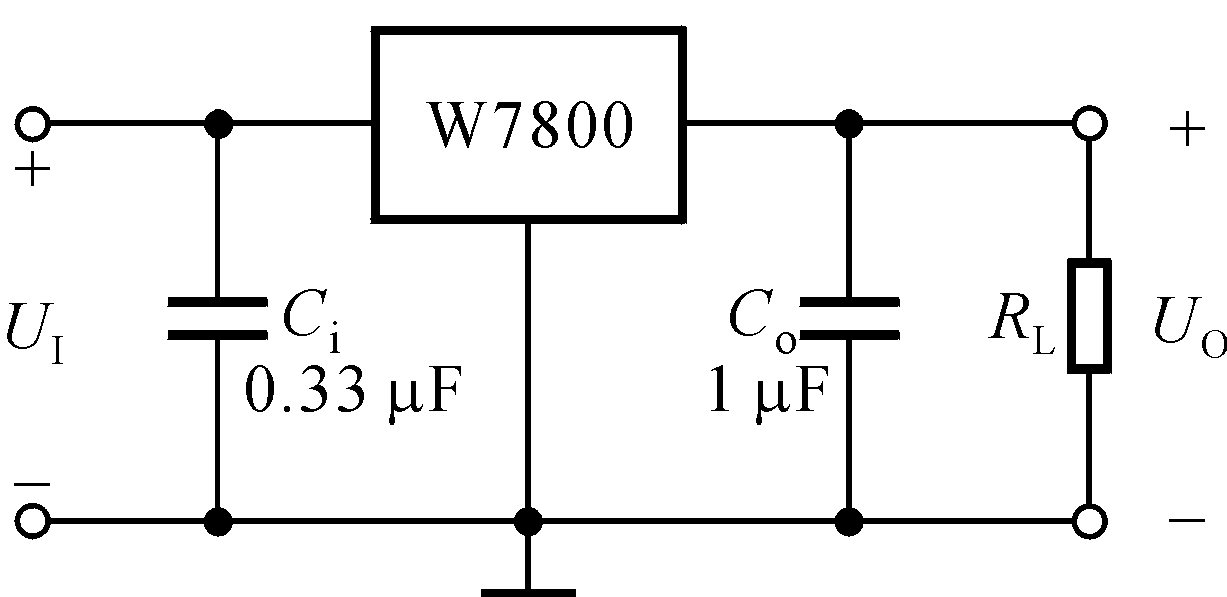 W7800
+
+
U_I
C_i
0.33 μF
C_o
1 μF
R_L
U_O
−
−